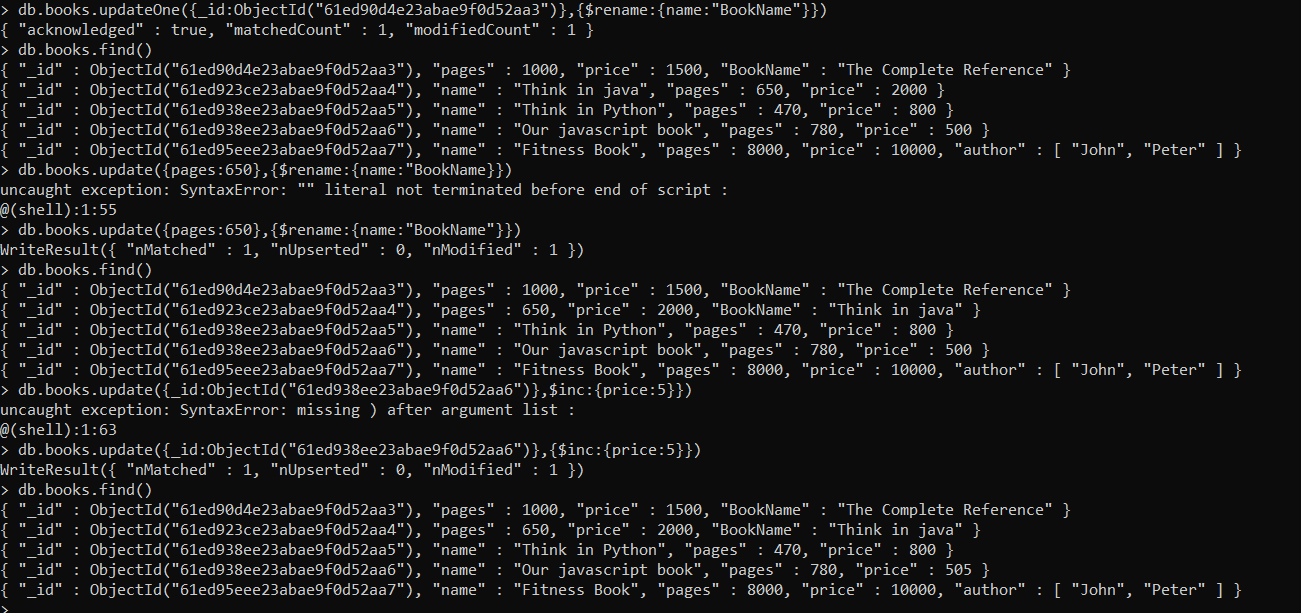 > db.books.updateOne({_id:ObjectId("61ed90d4e23abae9f0d52aa3")},{$rename:{name:"BookName"}})
{ "acknowledged" : true, "matchedCount" : 1, "modifiedCount" : 1 }
> db.books.find()
{ "_id" : ObjectId("61ed90d4e23abae9f0d52aa3"), "pages" : 1000, "price" : 1500, "BookName" : "The Complete Reference" }
{ "_id" : ObjectId("61ed923ce23abae9f0d52aa4"), "name" : "Think in java", "pages" : 650, "price" : 2000 }
{ "_id" : ObjectId("61ed938ee23abae9f0d52aa5"), "name" : "Think in Python", "pages" : 470, "price" : 800 }
{ "_id" : ObjectId("61ed938ee23abae9f0d52aa6"), "name" : "Our javascript book", "pages" : 780, "price" : 500 }
{ "_id" : ObjectId("61ed95eee23abae9f0d52aa7"), "name" : "Fitness Book", "pages" : 8000, "price" : 10000, "author" : [ "John", "Peter" ] }
> db.books.update({pages:650},{$rename:{name:"BookName}})
uncaught exception: SyntaxError: "" literal not terminated before end of script :
@(shell):1:55
> db.books.update({pages:650},{$rename:{name:"BookName"}})
WriteResult({ "nMatched" : 1, "nUpserted" : 0, "nModified" : 1 })
> db.books.find()
{ "_id" : ObjectId("61ed90d4e23abae9f0d52aa3"), "pages" : 1000, "price" : 1500, "BookName" : "The Complete Reference" }
{ "_id" : ObjectId("61ed923ce23abae9f0d52aa4"), "pages" : 650, "price" : 2000, "BookName" : "Think in java" }
{ "_id" : ObjectId("61ed938ee23abae9f0d52aa5"), "name" : "Think in Python", "pages" : 470, "price" : 800 }
{ "_id" : ObjectId("61ed938ee23abae9f0d52aa6"), "name" : "Our javascript book", "pages" : 780, "price" : 500 }
{ "_id" : ObjectId("61ed95eee23abae9f0d52aa7"), "name" : "Fitness Book", "pages" : 8000, "price" : 10000, "author" : [ "John", "Peter" ] }
> db.books.update({_id:ObjectId("61ed938ee23abae9f0d52aa6")},$inc:{price:5}})
uncaught exception: SyntaxError: missing ) after argument list :
@(shell):1:63
> db.books.update({_id:ObjectId("61ed938ee23abae9f0d52aa6")},{$inc:{price:5}})
WriteResult({ "nMatched" : 1, "nUpserted" : 0, "nModified" : 1 })
> db.books.find()
{ "_id" : ObjectId("61ed90d4e23abae9f0d52aa3"), "pages" : 1000, "price" : 1500, "BookName" : "The Complete Reference" }
{ "_id" : ObjectId("61ed923ce23abae9f0d52aa4"), "pages" : 650, "price" : 2000, "BookName" : "Think in java" }
{ "_id" : ObjectId("61ed938ee23abae9f0d52aa5"), "name" : "Think in Python", "pages" : 470, "price" : 800 }
{ "_id" : ObjectId("61ed938ee23abae9f0d52aa6"), "name" : "Our javascript book", "pages" : 780, "price" : 505 }
{ "_id" : ObjectId("61ed95eee23abae9f0d52aa7"), "name" : "Fitness Book", "pages" : 8000, "price" : 10000, "author" : [ "John", "Peter" ] }
>